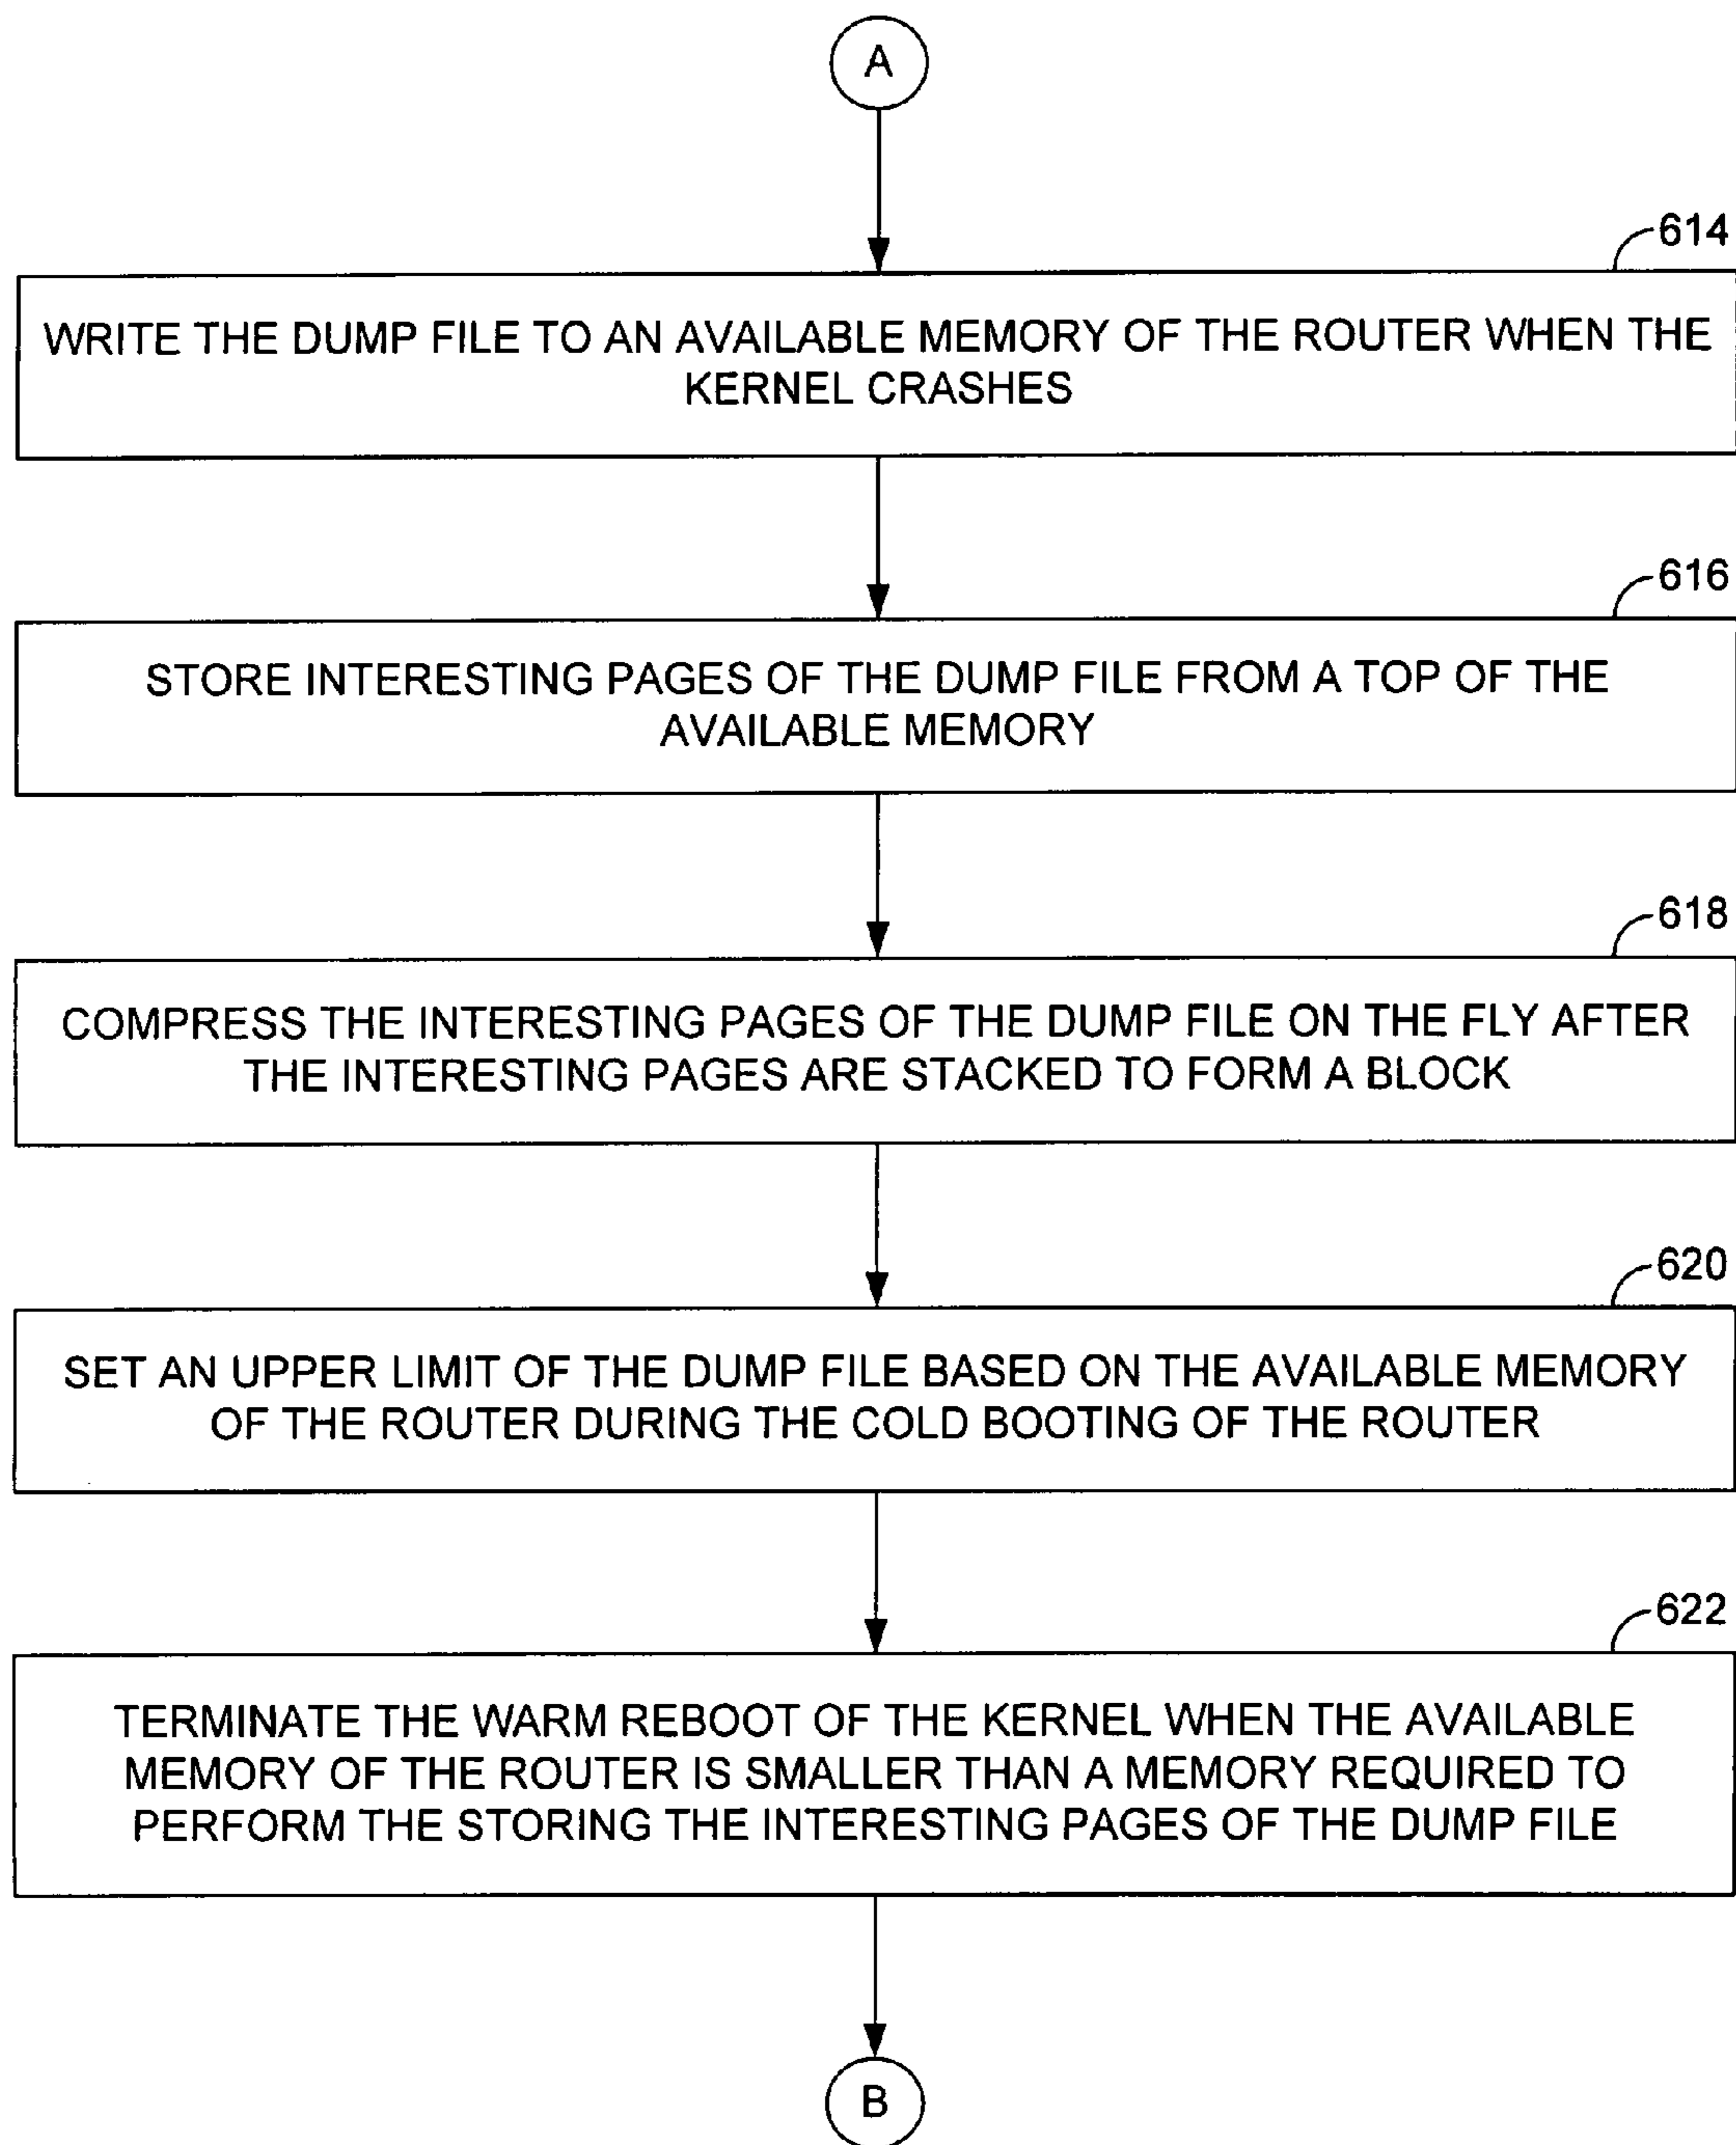 A
614
WRITE THE DUMP FILE TO AN AVAILABLE MEMORY OF THE ROUTER WHEN THE
KERNEL CRASHES
616
STORE INTERESTING PAGES OF THE DUMP FILE FROM A TOP OF THE
AVAILABLE MEMORY
618
COMPRESS THE INTERESTING PAGES OF THE DUMP FILE ON THE FLY AFTER
THE INTERESTING PAGES ARE STACKED TO FORM A BLOCK
620
SET AN UPPER LIMIT OF THE DUMP FILE BASED ON THE AVAILABLE MEMORY
OF THE ROUTER DURING THE COLD BOOTING OF THE ROUTER
622
TERMINATE THE WARM REBOOT OF THE KERNEL WHEN THE AVAILABLE
MEMORY OF THE ROUTER IS SMALLER THAN A MEMORY REQUIRED TO
PERFORM THE STORING THE INTERESTING PAGES OF THE DUMP FILE
B